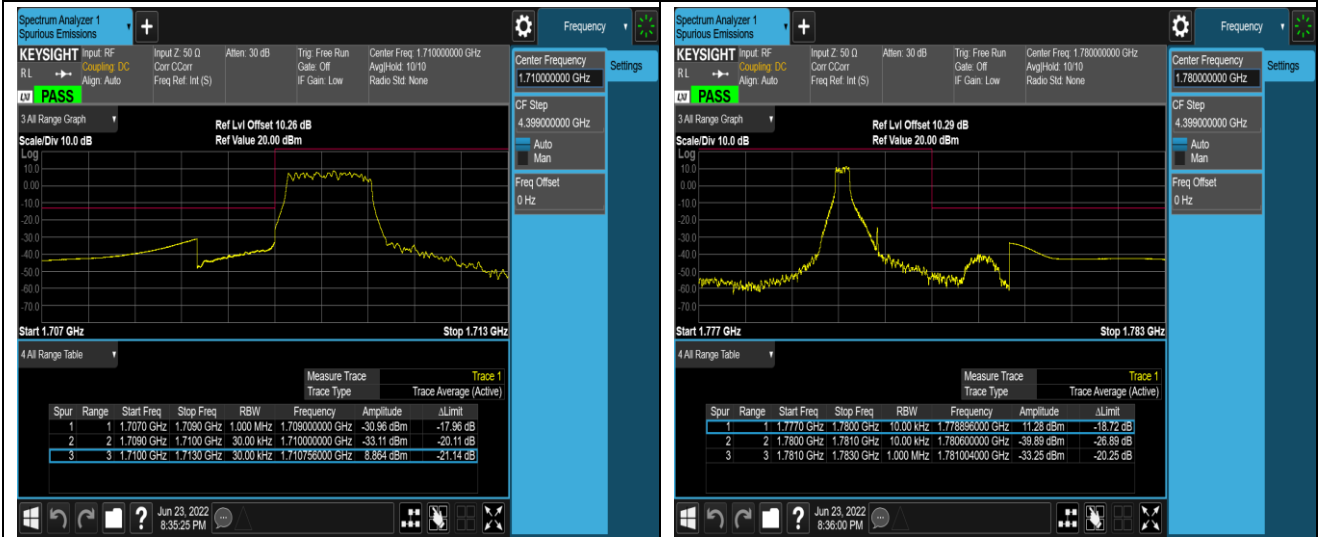 Spectrum Analyzer 1
Spurious Emissions
Frequency
KEYSIGHT Input: RF Input Z: 50 Ω Atten: 30 dB Trig: Free Run Center Freq: 1.710000000 GHz
Coupling: DC Corr CCorr Gate: Off Avg|Hold: 10/10
RL Align: Auto Freq Ref: Int (S) IF Gain: Low Radio Std: None
PASS
Center Frequency
1.710000000 GHz
Settings
CF Step
4.399000000 GHz
Auto
Man
Freq Offset
0 Hz
3 All Range Graph
Ref Lvl Offset 10.26 dB
Scale/Div 10.0 dB Ref Value 20.00 dBm
Log
10.0
0.00
-10.0
-20.0
-30.0
-40.0
-50.0
-60.0
-70.0
Start 1.707 GHz Stop 1.713 GHz
4 All Range Table
Measure Trace Trace 1
Trace Type Trace Average (Active)
Spur Range Start Freq Stop Freq RBW Frequency Amplitude ΔLimit
1 1 1.7070 GHz 1.7090 GHz 1.000 MHz 1.709000000 GHz -30.96 dBm -17.96 dB
2 2 1.7090 GHz 1.7100 GHz 30.00 kHz 1.710000000 GHz -33.11 dBm -20.11 dB
3 3 1.7100 GHz 1.7130 GHz 30.00 kHz 1.710756000 GHz 8.864 dBm -21.14 dB
Jun 23, 2022
8:35:25 PM
Spectrum Analyzer 1
Spurious Emissions
Frequency
KEYSIGHT Input: RF Input Z: 50 Ω Atten: 30 dB Trig: Free Run Center Freq: 1.780000000 GHz
Coupling: DC Corr CCorr Gate: Off Avg|Hold: 10/10
RL Align: Auto Freq Ref: Int (S) IF Gain: Low Radio Std: None
PASS
Center Frequency
1.780000000 GHz
Settings
CF Step
4.399000000 GHz
Auto
Man
Freq Offset
0 Hz
3 All Range Graph
Ref Lvl Offset 10.29 dB
Scale/Div 10.0 dB Ref Value 20.00 dBm
Log
10.0
0.00
-10.0
-20.0
-30.0
-40.0
-50.0
-60.0
-70.0
Start 1.777 GHz Stop 1.783 GHz
4 All Range Table
Measure Trace Trace 1
Trace Type Trace Average (Active)
Spur Range Start Freq Stop Freq RBW Frequency Amplitude ΔLimit
1 1 1.7770 GHz 1.7800 GHz 10.00 kHz 1.778896000 GHz 11.28 dBm -18.72 dB
2 2 1.7800 GHz 1.7810 GHz 10.00 kHz 1.780600000 GHz -39.89 dBm -26.89 dB
3 3 1.7810 GHz 1.7830 GHz 1.000 MHz 1.781004000 GHz -33.25 dBm -20.25 dB
Jun 23, 2022
8:36:00 PM